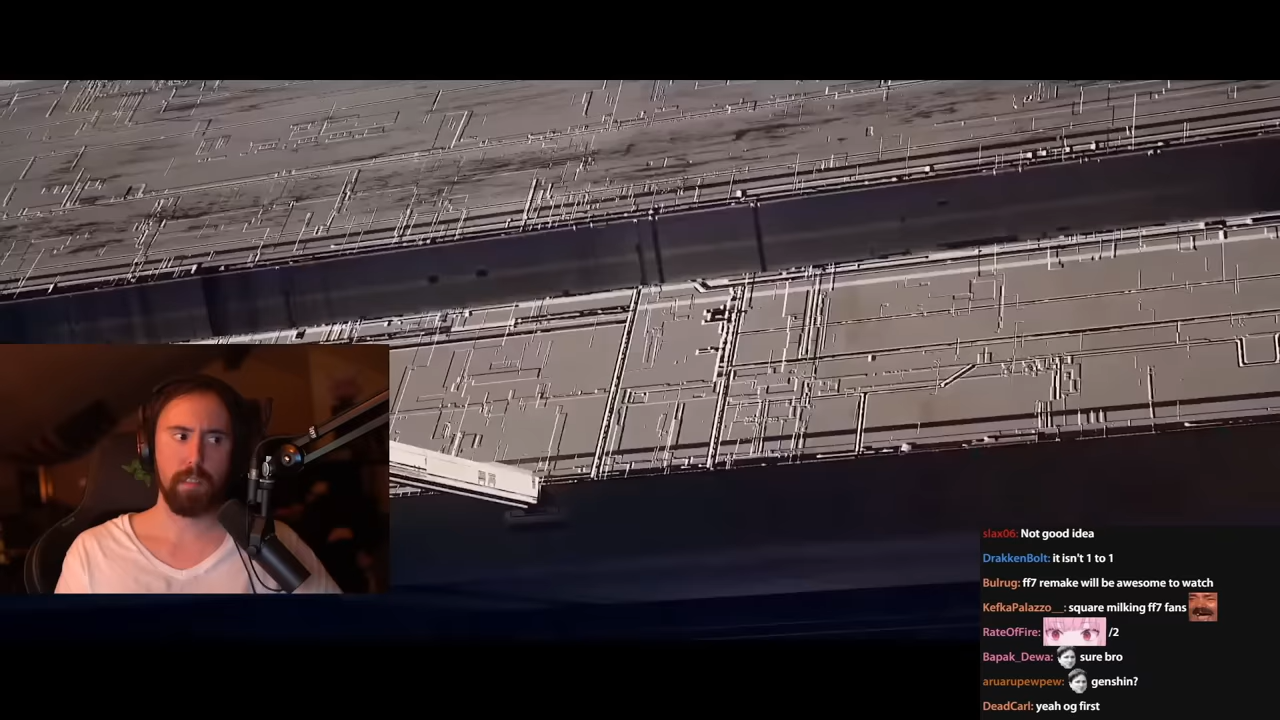 slax06: Not good idea
DrakkenBolt: it isn't 1 to 1
Bulrug: ff7 remake will be awesome to watch
KefkaPalazzo__: square milking ff7 fans
RateOfFire: /2
Bapak_Dewa: sure bro
aruarupewpew: genshin?
DeadCarl: yeah og first